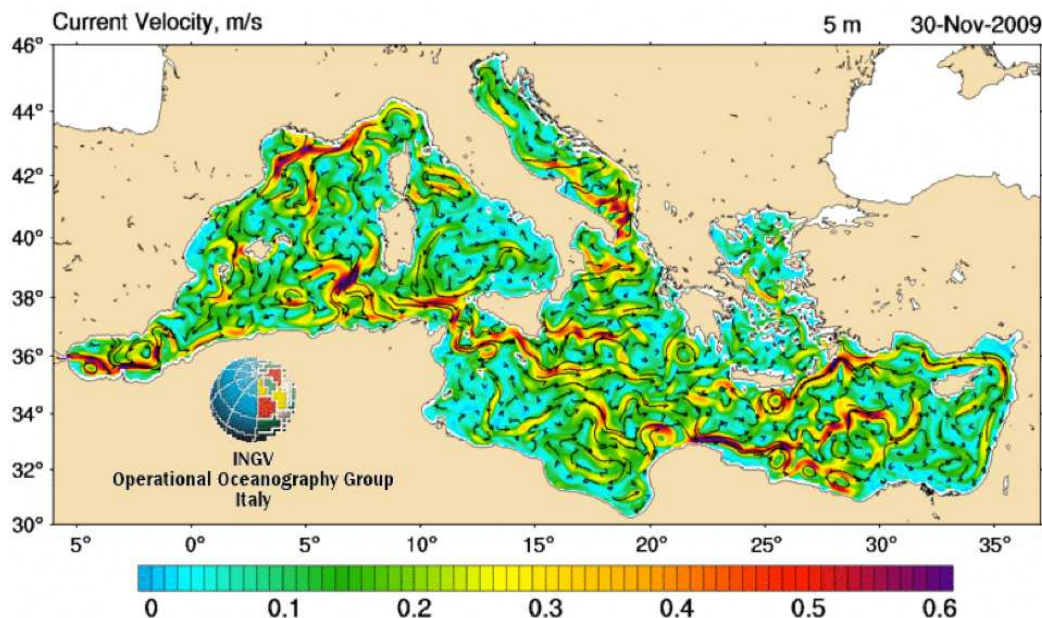 Current Velocity, m/s 5 m 30-Nov-2009
46°
44°
42°
40°
38°
36°
34°
32°
30°
INGV
Operational Oceanography Group
Italy
5° 0° 5° 10° 15° 20° 25° 30° 35°
0 0.1 0.2 0.3 0.4 0.5 0.6